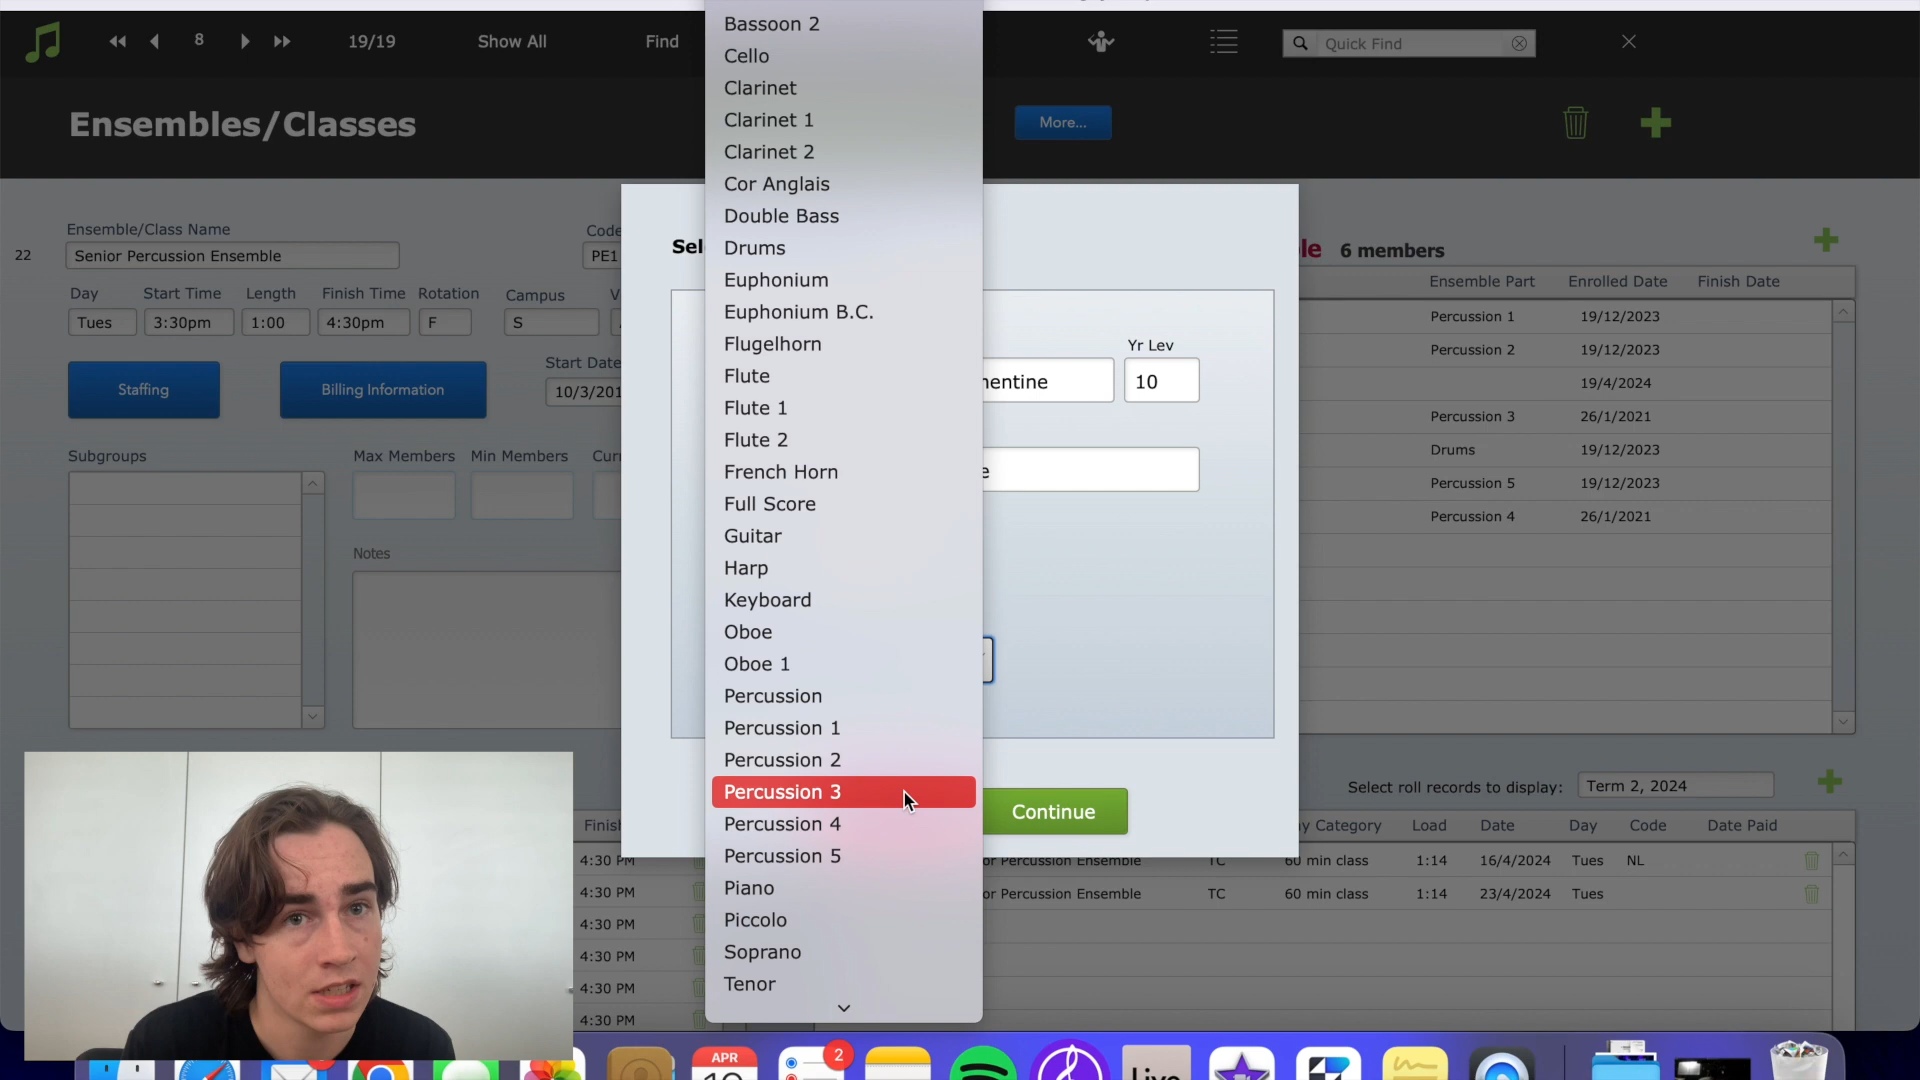 8
19/19
Show All
Find
Quick Find
Ensembles/Classes
More...
Bassoon 2
Cello
Clarinet
Clarinet 1
Clarinet 2
Cor Anglais
Double Bass
Drums
Euphonium
Euphonium B.C.
Flugelhorn
Flute
Flute 1
Flute 2
French Horn
Full Score
Guitar
Harp
Keyboard
Oboe
Oboe 1
Percussion
Percussion 1
Percussion 2
Percussion 3
Percussion 4
Percussion 5
Piano
Piccolo
Soprano
Tenor
22
Ensemble/Class Name
Senior Percussion Ensemble
Code
PE1
Day
Start Time
Length
Finish Time
Rotation
Campus
Tues
3:30pm
1:00
4:30pm
F
S
Staffing
Billing Information
Start Date
10/3/201
Subgroups
Max Members
Min Members
Notes
Yr Lev
10
Continue
6 members
Ensemble Part Enrolled Date Finish Date
Percussion 1 19/12/2023
Percussion 2 19/12/2023
19/4/2024
Percussion 3 26/1/2021
Drums 19/12/2023
Percussion 5 19/12/2023
Percussion 4 26/1/2021
Select roll records to display:
Term 2, 2024
Category Load Date Day Code Date Paid
Percussion Ensemble TC 60 min class 1:14 16/4/2024 Tues NL
Percussion Ensemble TC 60 min class 1:14 23/4/2024 Tues
4:30 PM
4:30 PM
4:30 PM
4:30 PM
4:30 PM
4:30 PM
APR
2
Live